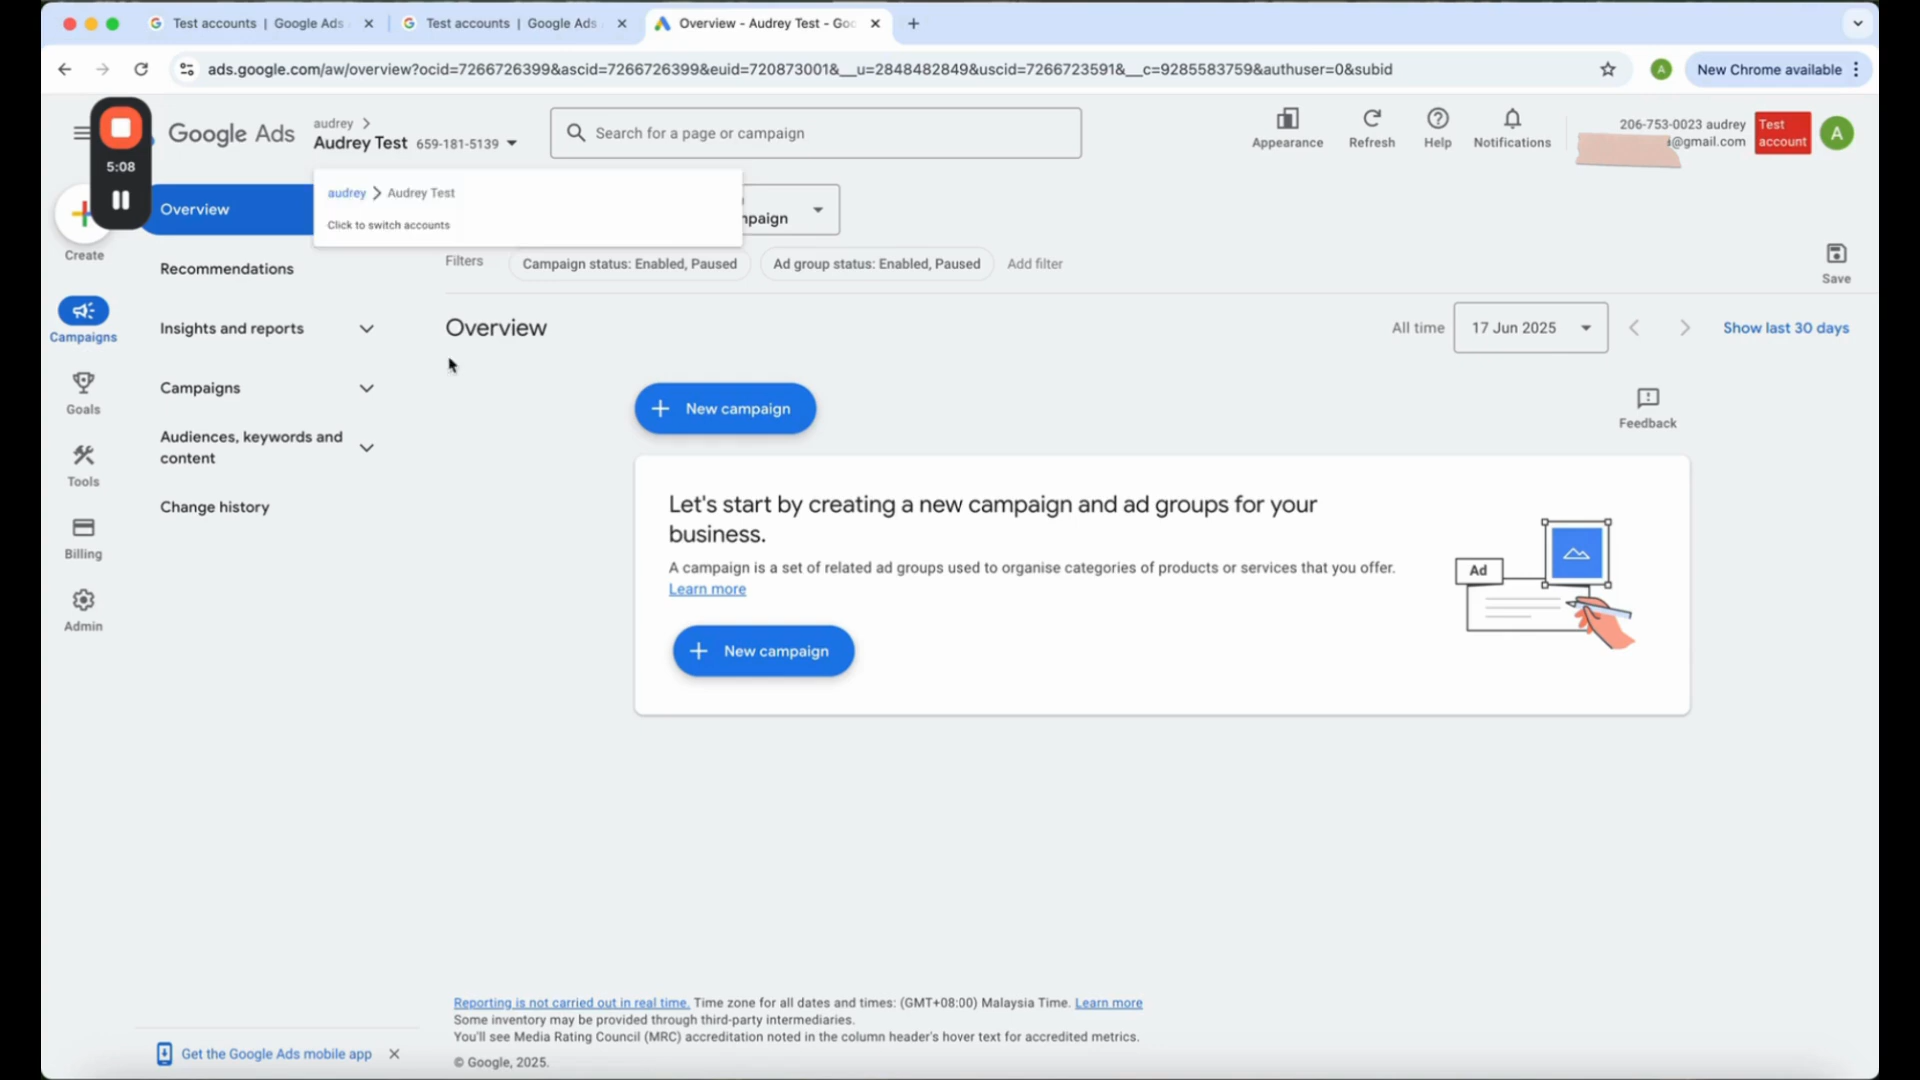 Test accounts | Google Ads
Test accounts | Google Ads
Overview - Audrey Test - Goo
ads.google.com/aw/overview?ocid=7266726399&ascid=7266726399&euid=720873001&__u=2848482849&uscid=7266723591&__c=9285583759&authuser=0&subid
A
New Chrome available
5:08
Google Ads
audrey
Audrey Test 659-181-5139
Search for a page or campaign
Appearance
Refresh
Help
Notifications
206-753-0023 audrey
@gmail.com
Test
account
A
audrey > Audrey Test
Click to switch accounts
Create
Campaigns
Goals
Tools
Billing
Admin
Overview
Recommendations
Insights and reports
Campaigns
Audiences, keywords and
content
Change history
Get the Google Ads mobile app
mpaign
Filters
Campaign status: Enabled, Paused
Ad group status: Enabled, Paused
Add filter
Save
Overview
All time
17 Jun 2025
Show last 30 days
New campaign
Feedback
Let's start by creating a new campaign and ad groups for your
business.
A campaign is a set of related ad groups used to organise categories of products or services that you offer.
Learn more
New campaign
Ad
Reporting is not carried out in real time. Time zone for all dates and times: (GMT+08:00) Malaysia Time. Learn more
Some inventory may be provided through third-party intermediaries.
You'll see Media Rating Council (MRC) accreditation noted in the column header's hover text for accredited metrics.
© Google, 2025.